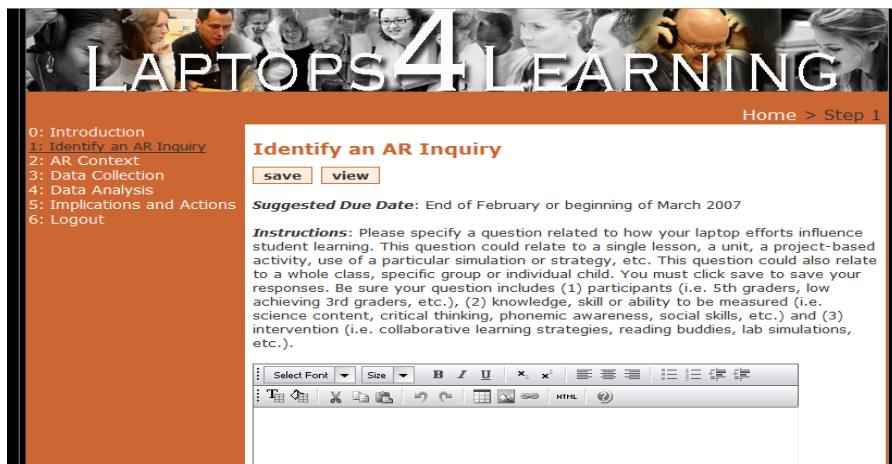 LAPTOPS 4 LEARNING
Home > Step 1
0: Introduction
1: Identify an AR Inquiry
2: AR Context
3: Data Collection
4: Data Analysis
5: Implications and Actions
6: Logout
Identify an AR Inquiry
save view
Suggested Due Date: End of February or beginning of March 2007
Instructions: Please specify a question related to how your laptop efforts influence
student learning. This question could relate to a single lesson, a unit, a project-based
activity, use of a particular simulation or strategy, etc. This question could also relate
to a whole class, specific group or individual child. You must click save to save your
responses. Be sure your question includes (1) participants (i.e. 5th graders, low
achieving 3rd graders, etc.), (2) knowledge, skill or ability to be measured (i.e.
science content, critical thinking, phonemic awareness, social skills, etc.) and (3)
intervention (i.e. collaborative learning strategies, reading buddies, lab simulations,
etc.).
Select Font Size B I U x₂ x²
HTML